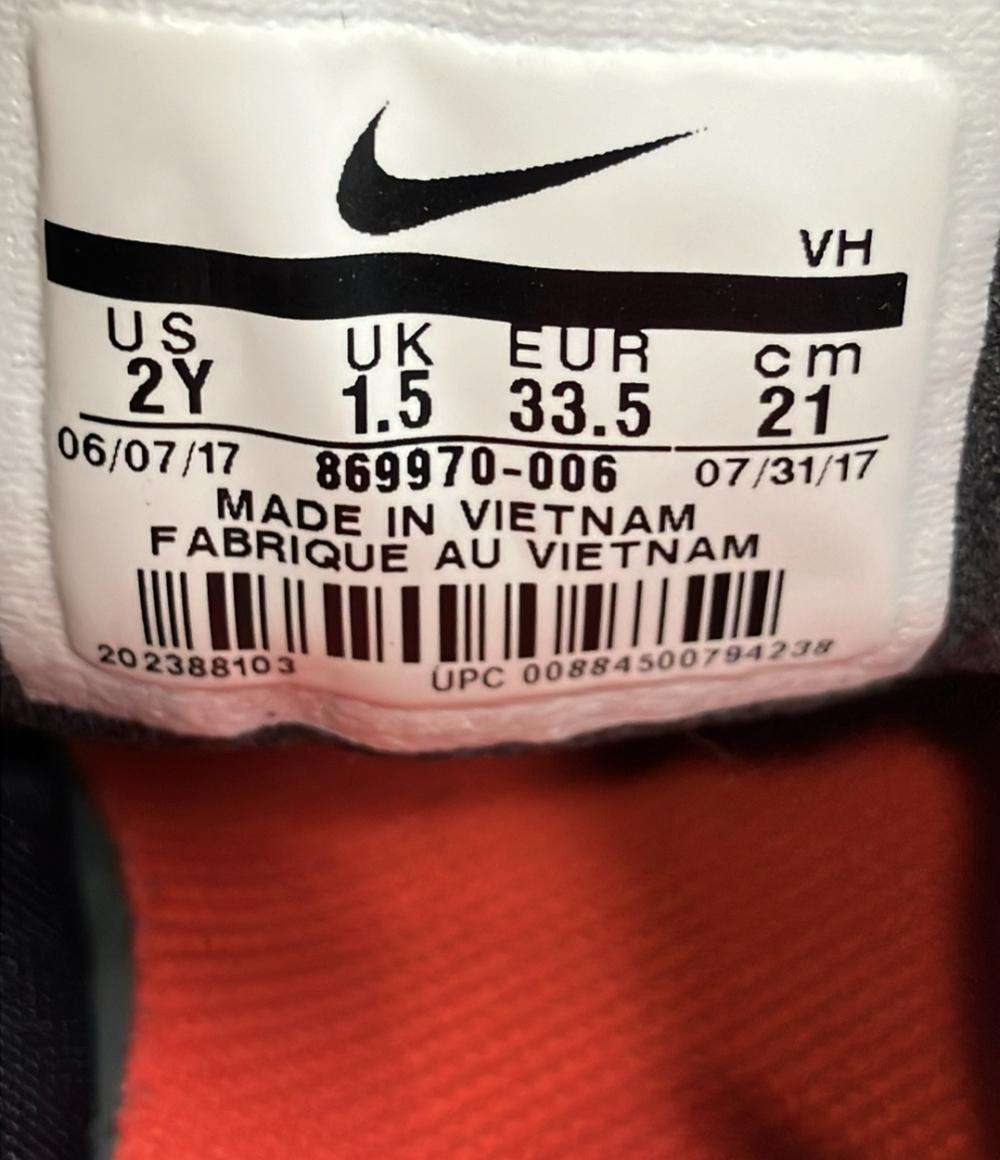 VH
US UK EUR cm
2Y 1.5 33.5 21
06/07/17 869970-006 07/31/17
MADE IN VIETNAM
FABRIQUE AU VIETNAM
202388103 UPC 00884500794238